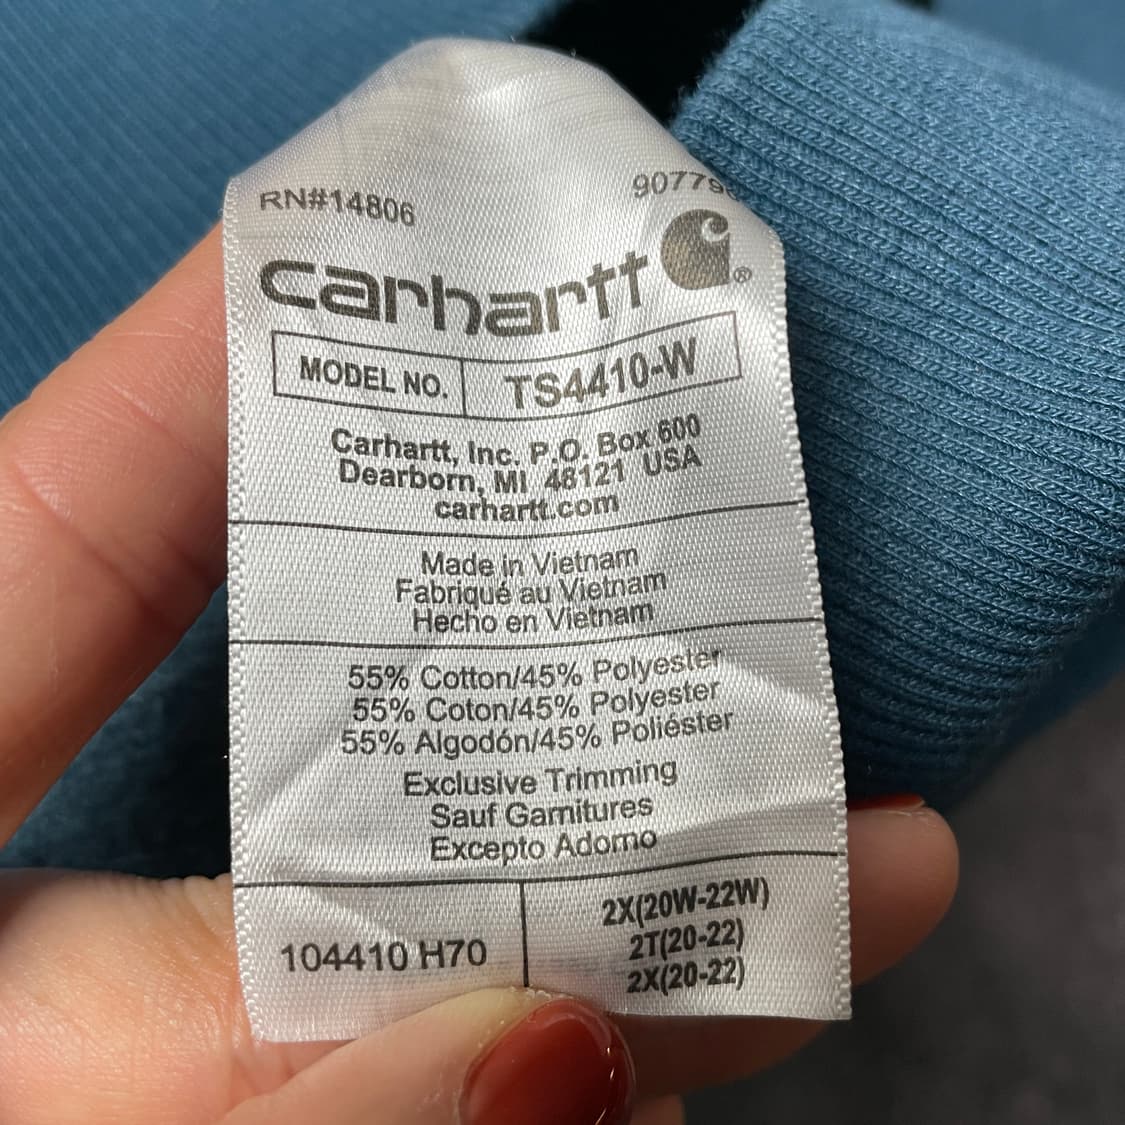 RN#14806
carhartt®
MODEL NO. TS4410-W
Carhartt, Inc. P.O. Box 600
Dearborn, MI 48121 USA
carhartt.com
Made in Vietnam
Fabriqué au Vietnam
Hecho en Vietnam
55% Cotton/45% Polyester
55% Coton/45% Polyester
55% Algodón/45% Poliéster
Exclusive Trimming
Sauf Garnitures
Excepto Adorno
104410 H70
2X(20W-22W)
2T(20-22)
2X(20-22)